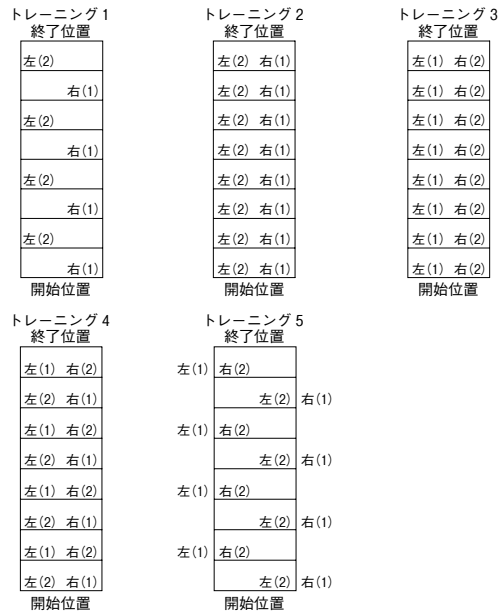 トレーニング1
終了位置
左(2)
右(1)
左(2)
右(1)
左(2)
右(1)
左(2)
右(1)
開始位置
トレーニング2
終了位置
左(2) 右(1)
左(2) 右(1)
左(2) 右(1)
左(2) 右(1)
左(2) 右(1)
左(2) 右(1)
左(2) 右(1)
左(2) 右(1)
開始位置
トレーニング3
終了位置
左(1) 右(2)
左(1) 右(2)
左(1) 右(2)
左(1) 右(2)
左(1) 右(2)
左(1) 右(2)
左(1) 右(2)
左(1) 右(2)
開始位置
トレーニング4
終了位置
左(1) 右(2)
左(2) 右(1)
左(1) 右(2)
左(2) 右(1)
左(1) 右(2)
左(2) 右(1)
左(1) 右(2)
左(2) 右(1)
開始位置
トレーニング5
終了位置
左(1) 右(2)
左(2) 右(1)
左(1) 右(2)
左(2) 右(1)
左(1) 右(2)
左(2) 右(1)
左(1) 右(2)
左(2) 右(1)
開始位置